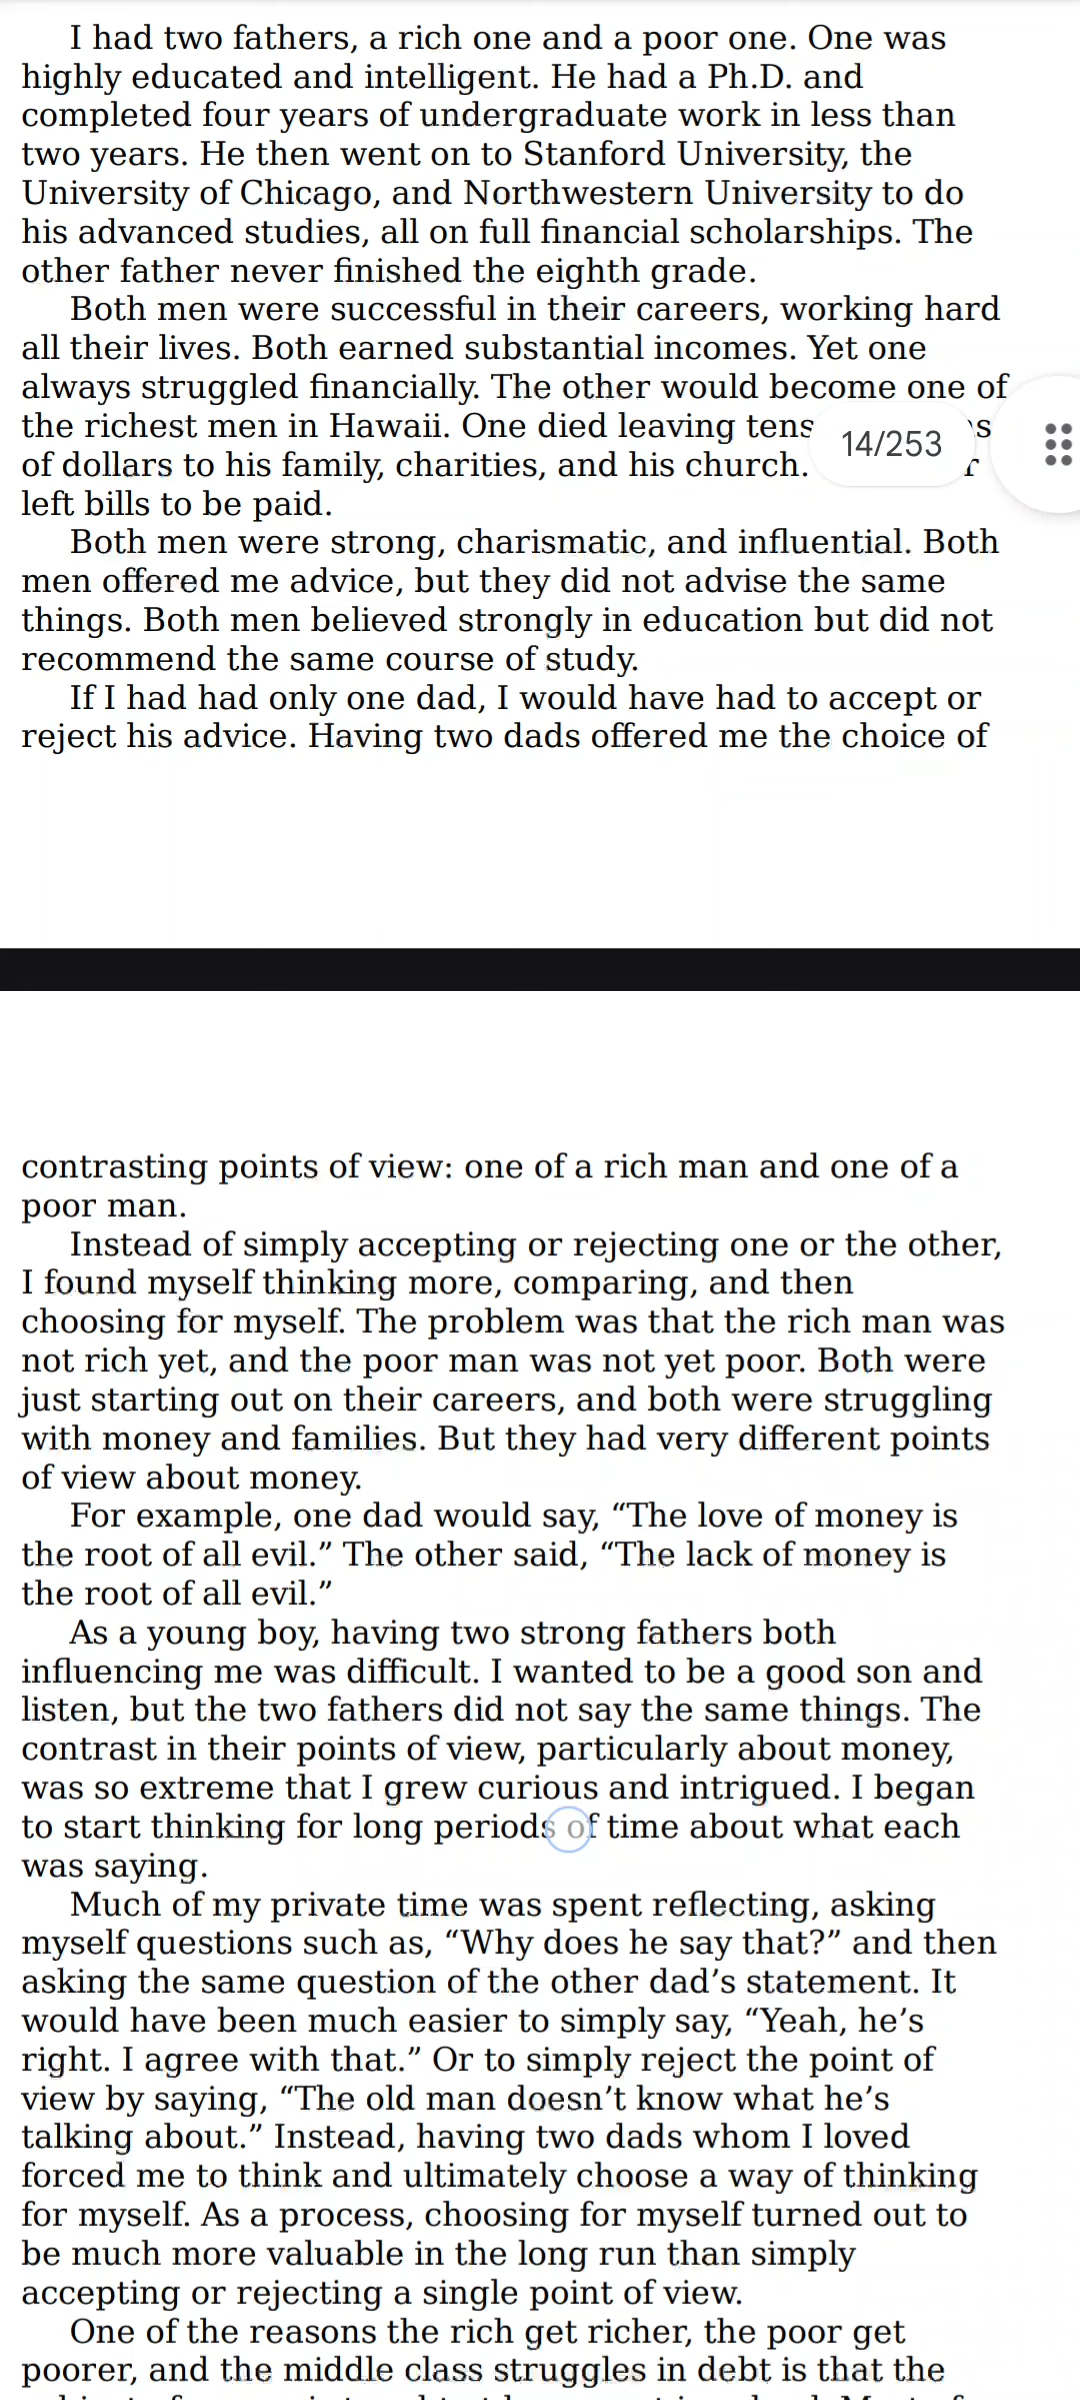 I had two fathers, a rich one and a poor one. One was
highly educated and intelligent. He had a Ph.D. and
completed four years of undergraduate work in less than
two years. He then went on to Stanford University, the
University of Chicago, and Northwestern University to do
his advanced studies, all on full financial scholarships. The
other father never finished the eighth grade.
Both men were successful in their careers, working hard
all their lives. Both earned substantial incomes. Yet one
always struggled financially. The other would become one of
the richest men in Hawaii. One died leaving tens
14/253
of dollars to his family, charities, and his church.
left bills to be paid.
Both men were strong, charismatic, and influential. Both
men offered me advice, but they did not advise the same
things. Both men believed strongly in education but did not
recommend the same course of study.
If I had had only one dad, I would have had to accept or
reject his advice. Having two dads offered me the choice of
contrasting points of view: one of a rich man and one of a
poor man.
Instead of simply accepting or rejecting one or the other,
I found myself thinking more, comparing, and then
choosing for myself. The problem was that the rich man was
not rich yet, and the poor man was not yet poor. Both were
just starting out on their careers, and both were struggling
with money and families. But they had very different points
of view about money.
For example, one dad would say, “The love of money is
the root of all evil.” The other said, “The lack of money is
the root of all evil.”
As a young boy, having two strong fathers both
influencing me was difficult. I wanted to be a good son and
listen, but the two fathers did not say the same things. The
contrast in their points of view, particularly about money,
was so extreme that I grew curious and intrigued. I began
to start thinking for long periods of time about what each
was saying.
Much of my private time was spent reflecting, asking
myself questions such as, “Why does he say that?” and then
asking the same question of the other dad’s statement. It
would have been much easier to simply say, “Yeah, he’s
right. I agree with that.” Or to simply reject the point of
view by saying, “The old man doesn’t know what he’s
talking about.” Instead, having two dads whom I loved
forced me to think and ultimately choose a way of thinking
for myself. As a process, choosing for myself turned out to
be much more valuable in the long run than simply
accepting or rejecting a single point of view.
One of the reasons the rich get richer, the poor get
poorer, and the middle class struggles in debt is that the